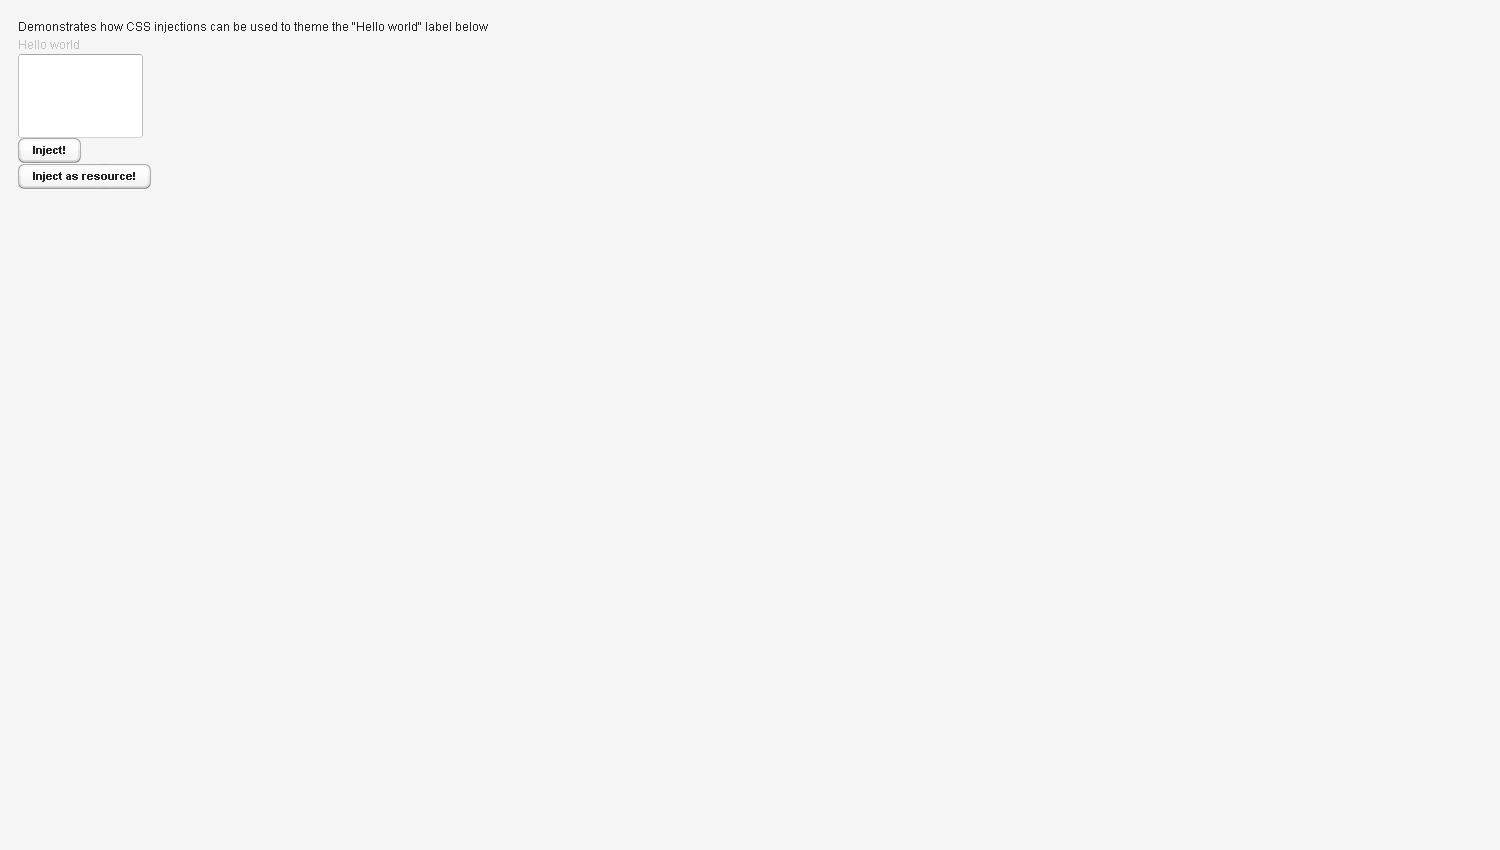 Demonstrates how CSS injections can be used to theme the "Hello world" label below
Hello world
Inject!
Inject as resource!